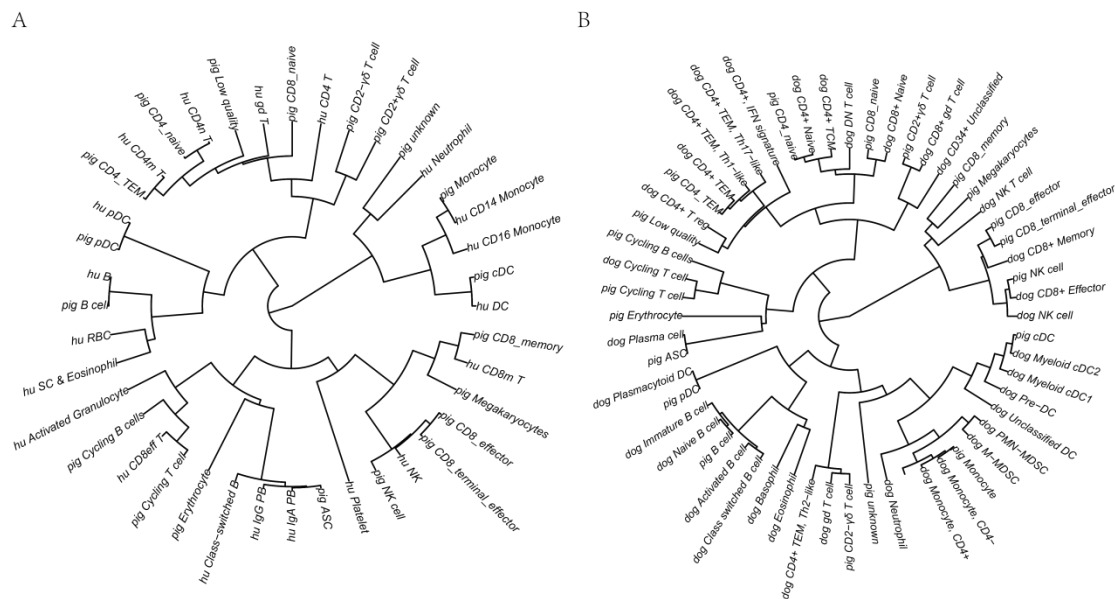 A
hu pDC
pig pDC
pig CD4_TEM
hu CD4m T
pig CD4_naive
hu CD4n T
pig Low quality
hu gd T
pig CD8_naive
hu CD4 T
pig CD2−γδ T cell
pig CD2+γδ T cell
pig unknown
hu Neutrophil
pig Monocyte
hu CD14 Monocyte
hu CD16 Monocyte
pig cDC
hu DC
pig CD8_memory
hu CD8m T
pig Megakaryocytes
pig CD8_effector
pig CD8_terminal_effector
hu NK
pig NK cell
hu Platelet
pig ASC
hu IgA PB
hu IgG PB
hu Class−switched B
pig Erythrocyte
pig Cycling T cell
hu CD8eff T
pig Cycling B cells
hu Activated Granulocyte
hu SC & Eosinophil
hu RBC
pig B cell
hu B
B
pig Low quality
dog CD4+ T reg
pig CD4_TEM
dog CD4+ TEM
dog CD4+ TEM, Th1−like
dog CD4+ TEM, Th17−like
dog CD4+, IFN signature
pig CD4_naive
dog CD4+ Naive
dog CD4+ TCM
dog DN T cell
pig CD8_naive
dog CD8+ Naive
pig CD2+γδ T cell
dog CD8+ gd T cell
dog CD34+ Unclassified
pig CD8_memory
pig Megakaryocytes
dog NK T cell
pig CD8_effector
pig CD8_terminal_effector
dog CD8+ Memory
pig NK cell
dog CD8+ Effector
dog NK cell
pig cDC
dog Myeloid cDC2
dog Myeloid cDC1
dog Pre−DC
dog Unclassified DC
dog PMN−MDSC
dog M−MDSC
pig Monocyte
dog Monocyte, CD4−
dog Monocyte, CD4+
dog Neutrophil
pig unknown
pig CD2−γδ T cell
dog gd T cell
dog CD4+ TEM, Th2−like
dog Eosinophil
dog Basophil
dog Class switched B cell
dog Activated B cell
pig B cell
dog Naive B cell
dog Immature B cell
pig pDC
dog Plasmacytoid DC
pig ASC
dog Plasma cell
pig Erythrocyte
pig Cycling T cell
dog Cycling T cell
pig Cycling B cells